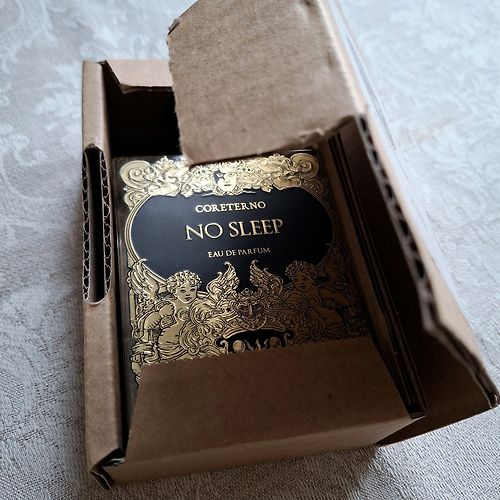 CORETERNO
NO SLEEP
EAU DE PARFUM